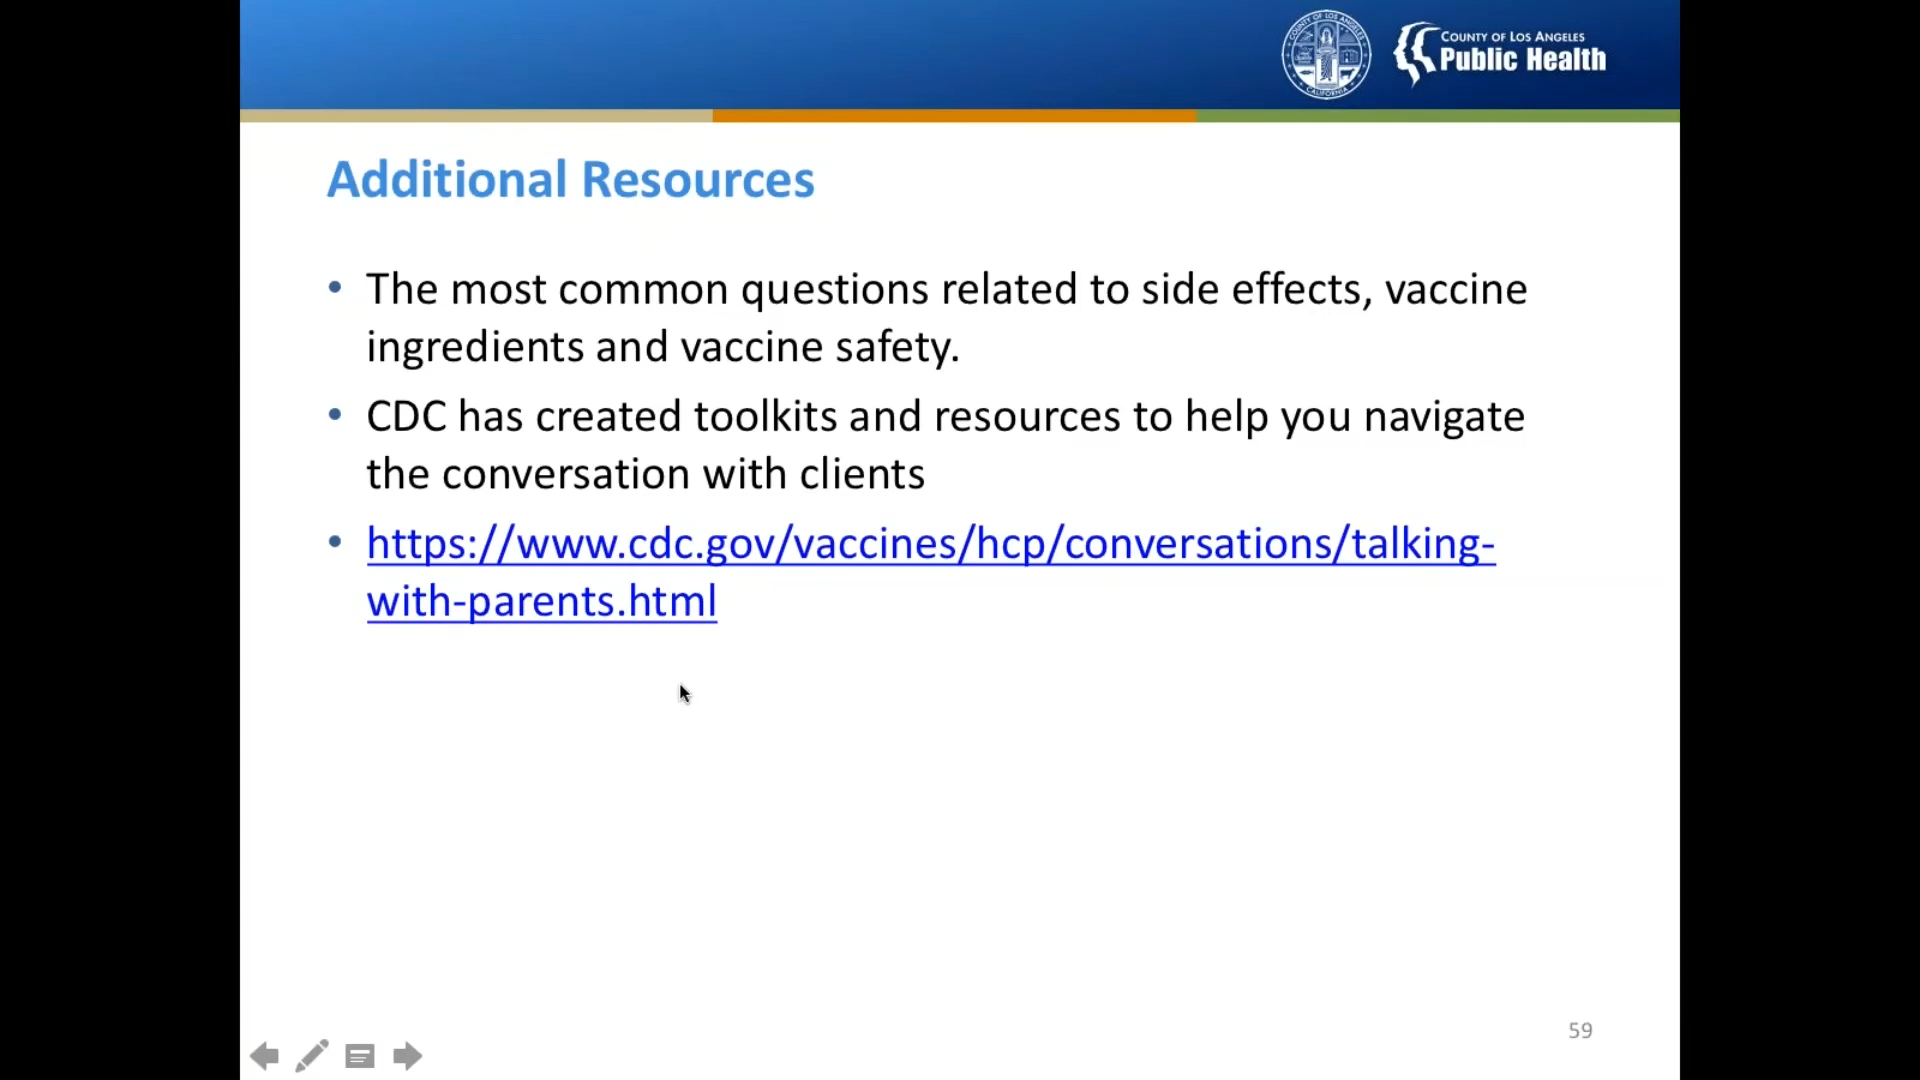 COUNTY OF LOS ANGELES
Public Health
Additional Resources
• The most common questions related to side effects, vaccine
ingredients and vaccine safety.
• CDC has created toolkits and resources to help you navigate
the conversation with clients
• https://www.cdc.gov/vaccines/hcp/conversations/talking-
with-parents.html
59